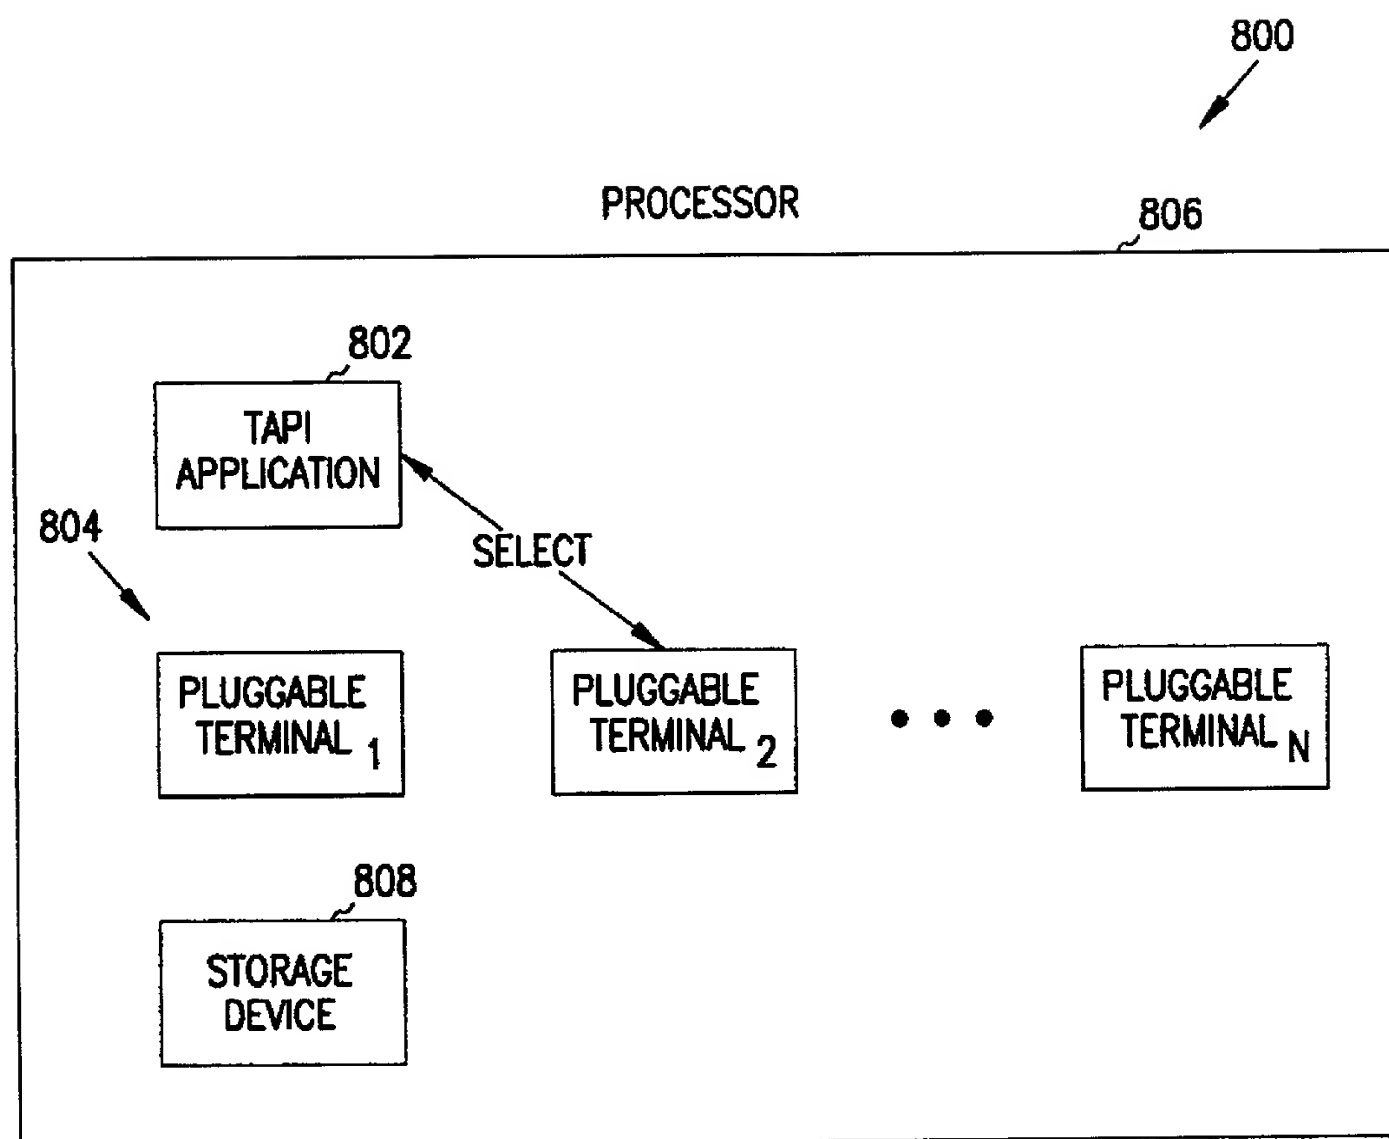 800
PROCESSOR
806
802
TAPI
APPLICATION
804
SELECT
PLUGGABLE
TERMINAL 1
PLUGGABLE
TERMINAL 2
PLUGGABLE
TERMINAL N
808
STORAGE
DEVICE